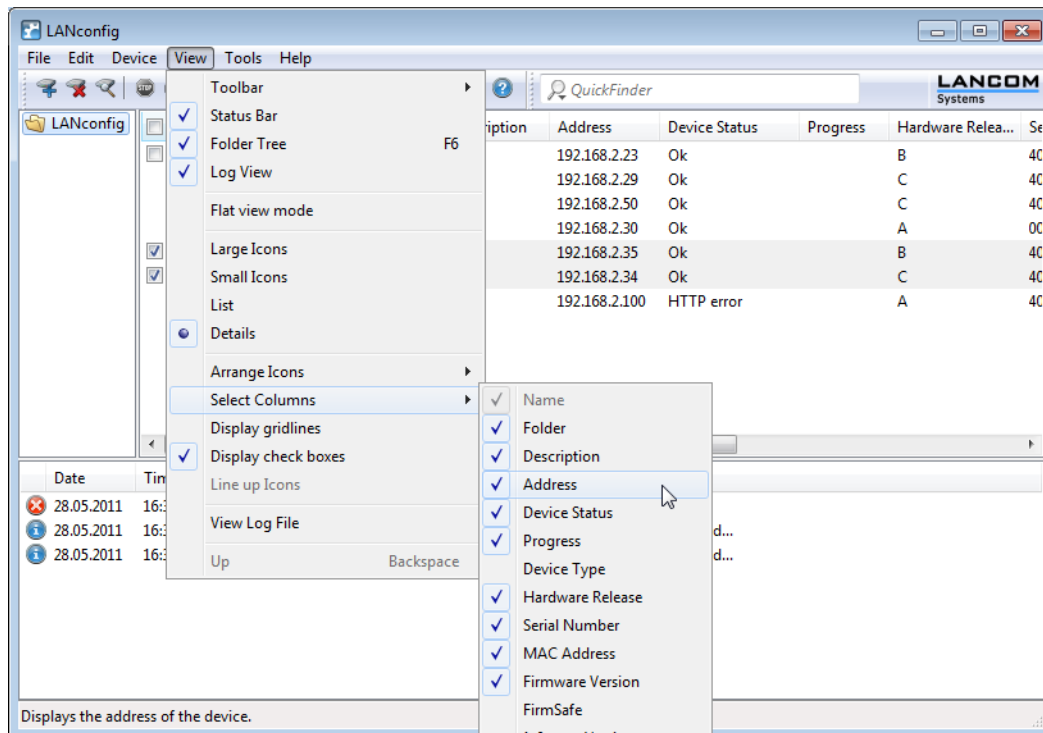 LANconfig
File Edit Device View Tools Help
QuickFinder
LANCOM
Systems
LANconfig
Toolbar
Status Bar
Folder Tree F6
Log View
Flat view mode
Large Icons
Small Icons
List
Details
Arrange Icons
Select Columns
Display gridlines
Display check boxes
Line up Icons
View Log File
Up Backspace
Name
Folder
Description
Address
Device Status
Progress
Device Type
Hardware Release
Serial Number
MAC Address
Firmware Version
FirmSafe
ription Address Device Status Progress Hardware Relea... Se
192.168.2.23 Ok B 40
192.168.2.29 Ok C 40
192.168.2.50 Ok C 40
192.168.2.30 Ok A 00
192.168.2.35 Ok B 40
192.168.2.34 Ok C 40
192.168.2.100 HTTP error A 40
Date Tim
28.05.2011 16:3
28.05.2011 16:3 d...
28.05.2011 16:3 d...
Displays the address of the device.